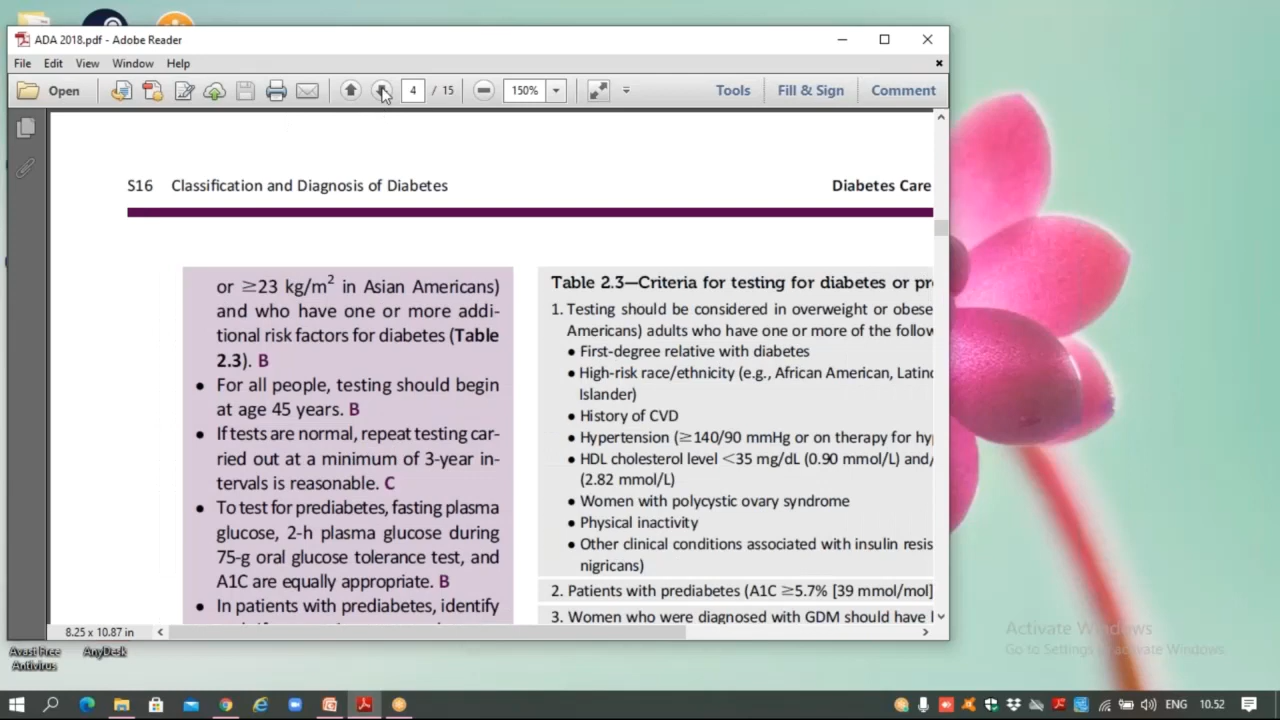 ADA 2018.pdf - Adobe Reader
File Edit View Window Help
Open 4 / 15 150% Tools Fill & Sign Comment
S16 Classification and Diagnosis of Diabetes Diabetes Care
or ≥23 kg/m² in Asian Americans)
and who have one or more addi-
tional risk factors for diabetes (Table
2.3). B
• For all people, testing should begin
at age 45 years. B
• If tests are normal, repeat testing car-
ried out at a minimum of 3-year in-
tervals is reasonable. C
• To test for prediabetes, fasting plasma
glucose, 2-h plasma glucose during
75-g oral glucose tolerance test, and
A1C are equally appropriate. B
• In patients with prediabetes, identify
Table 2.3—Criteria for testing for diabetes or pr
1. Testing should be considered in overweight or obese
Americans) adults who have one or more of the follow
• First-degree relative with diabetes
• High-risk race/ethnicity (e.g., African American, Latino
Islander)
• History of CVD
• Hypertension (≥140/90 mmHg or on therapy for hy
• HDL cholesterol level <35 mg/dL (0.90 mmol/L) and/
(2.82 mmol/L)
• Women with polycystic ovary syndrome
• Physical inactivity
• Other clinical conditions associated with insulin resis
nigricans)
2. Patients with prediabetes (A1C ≥5.7% [39 mmol/mol]
3. Women who were diagnosed with GDM should have l
8.25 x 10.87 in
Activate Windows
Go to Settings to activate Windows.
Avast Free
Antivirus
AnyDesk
ENG 10.52